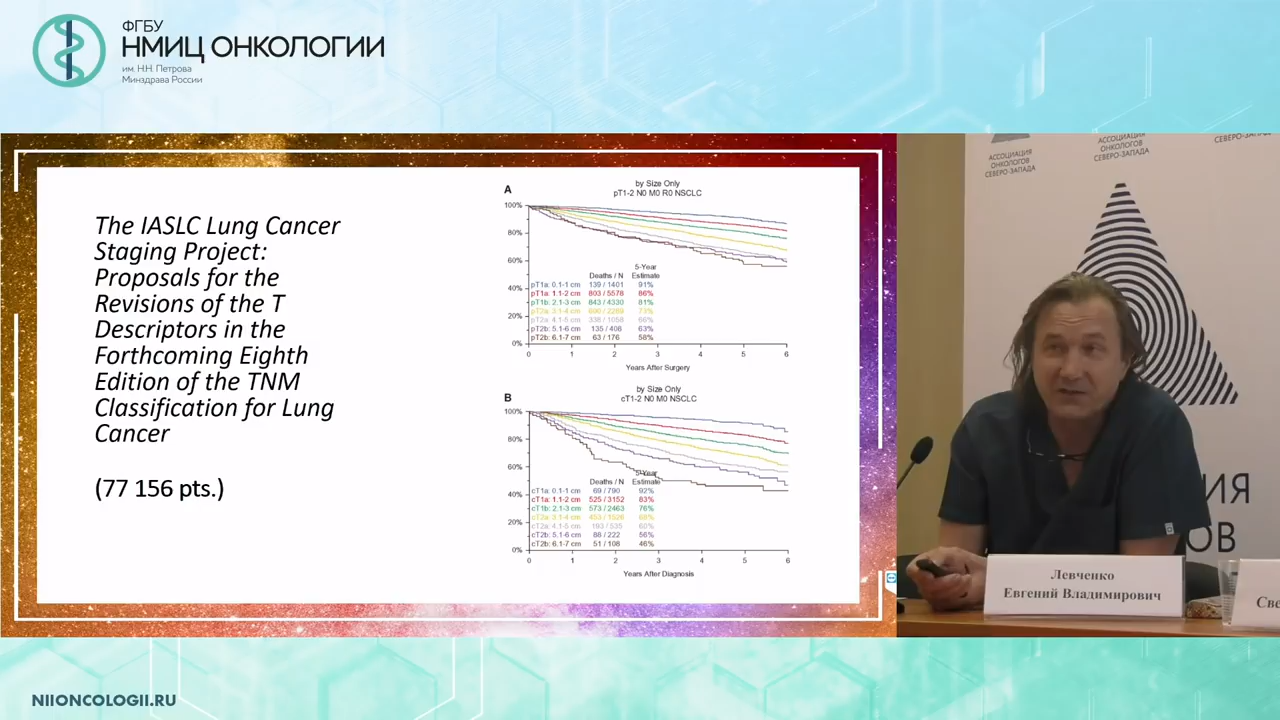 ФГБУ
НМИЦ ОНКОЛОГИИ
им. Н.Н. Петрова
Минздрава России
The IASLC Lung Cancer
Staging Project:
Proposals for the
Revisions of the T
Descriptors in the
Forthcoming Eighth
Edition of the TNM
Classification for Lung
Cancer
(77 156 pts.)
A
by Size Only
pT1-2 N0 M0 R0 NSCLC
100%
80%
60%
40%
20%
0%
5-Year
Deaths / N Estimate
pT1a: 0.1-1 cm 139 / 1401 91%
pT1a: 1.1-2 cm 803 / 5578 86%
pT1b: 2.1-3 cm 843 / 4330 81%
pT2a: 3.1-4 cm 600 / 2269 73%
pT2a: 4.1-5 cm 338 / 1058 66%
pT2b: 5.1-6 cm 135 / 408 63%
pT2b: 6.1-7 cm 63 / 176 58%
0 1 2 3 4 5 6
Years After Surgery
B
by Size Only
cT1-2 N0 M0 NSCLC
100%
80%
60%
40%
20%
0%
5-Year
Deaths / N Estimate
cT1a: 0.1-1 cm 69 / 790 92%
cT1a: 1.1-2 cm 525 / 3152 83%
cT1b: 2.1-3 cm 573 / 2463 76%
cT2a: 3.1-4 cm 453 / 1526 68%
cT2a: 4.1-5 cm 193 / 535 60%
cT2b: 5.1-6 cm 86 / 222 56%
cT2b: 6.1-7 cm 51 / 108 46%
0 1 2 3 4 5 6
Years After Diagnosis
АССОЦИАЦИЯ
ОНКОЛОГОВ
СЕВЕРО-ЗАПАДА
АССОЦИАЦИЯ
ОНКОЛОГОВ
СЕВЕРО-ЗАПАДА
ИЯ
ОВ
Левченко
Евгений Владимирович
Све
NIIONCOLOGII.RU